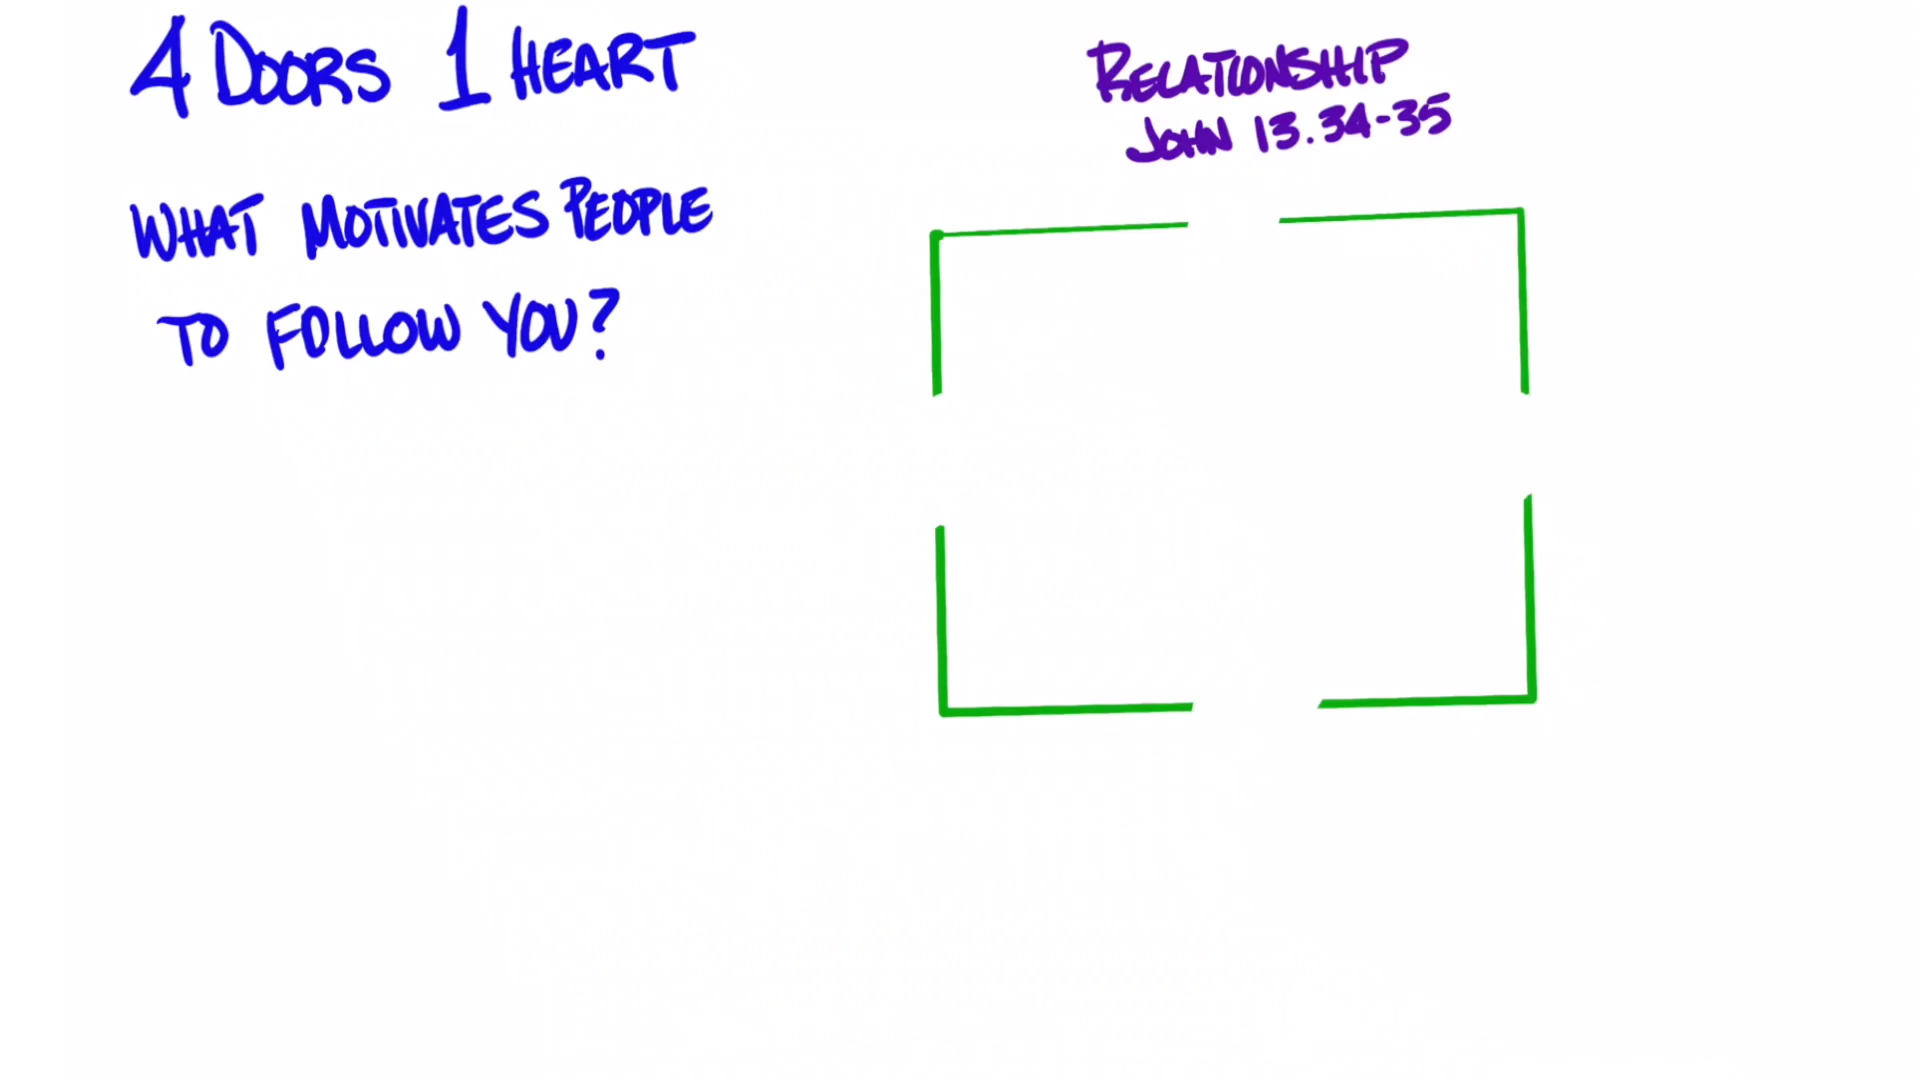 4 DOORS 1 HEART
WHAT MOTIVATES PEOPLE
TO FOLLOW YOU?
RELATIONSHIP
JOHN 13.34-35